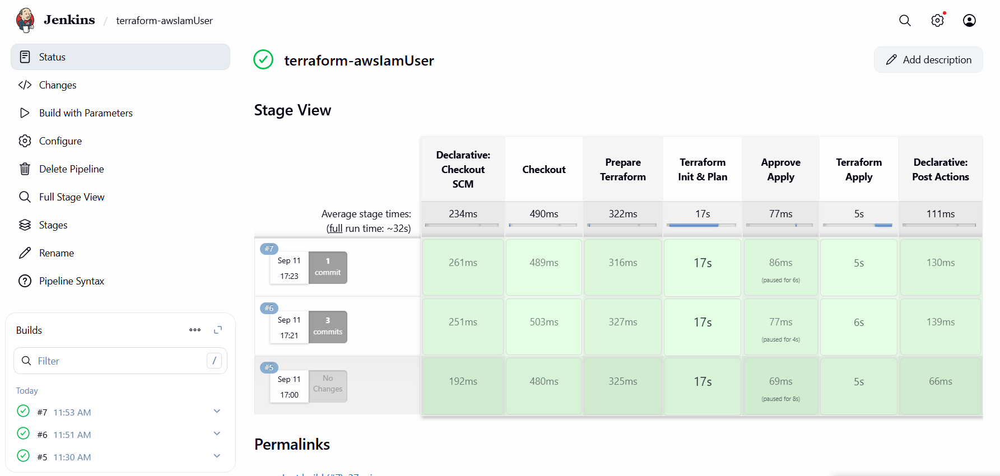 Jenkins / terraform-awsIamUser
Status
Changes
Build with Parameters
Configure
Delete Pipeline
Full Stage View
Stages
Rename
Pipeline Syntax
Builds
Filter /
Today
#7 11:53 AM
#6 11:51 AM
#5 11:30 AM
terraform-awsIamUser
Add description
Stage View
Declarative:
Checkout
SCM
Checkout
Prepare
Terraform
Terraform
Init & Plan
Approve
Apply
Terraform
Apply
Declarative:
Post Actions
Average stage times:
(full run time: ~32s)
234ms 490ms 322ms 17s 77ms 5s 111ms
#7
Sep 11
17:23
1
commit
261ms 489ms 316ms 17s 86ms 5s 130ms
(paused for 6s)
#6
Sep 11
17:21
3
commits
251ms 503ms 327ms 17s 77ms 6s 139ms
(paused for 4s)
#5
Sep 11
17:00
No
Changes
192ms 480ms 325ms 17s 69ms 5s 66ms
(paused for 8s)
Permalinks